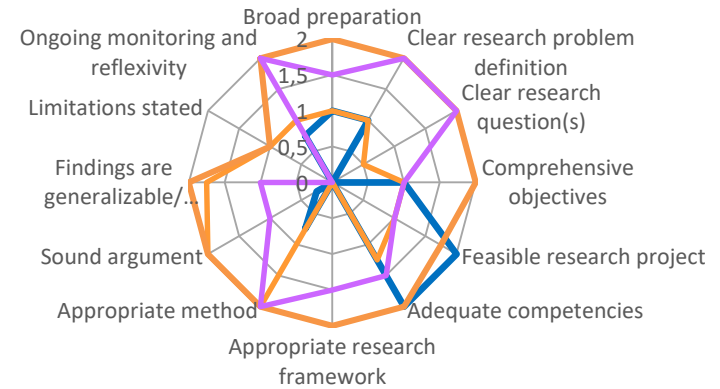 Broad preparation
Ongoing monitoring and
reflexivity
Clear research problem
definition
Limitations stated
Clear research
question(s)
Findings are
generalizable/...
Comprehensive
objectives
Sound argument
Feasible research project
Appropriate method
Adequate competencies
Appropriate research
framework
2
1,5
1
0,5
0